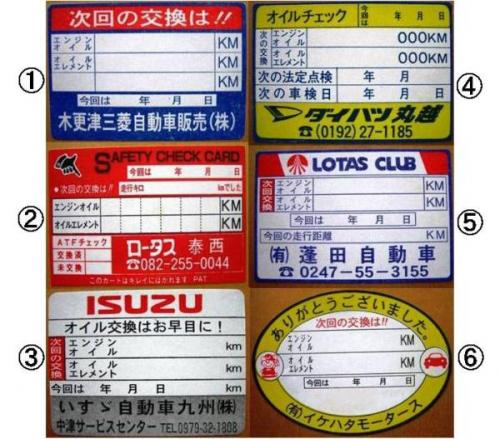 ①
次回の交換は!!
エンジン
オイル KM
オイル
エレメント KM
KM
今回は 年 月 日
木更津三菱自動車販売(株)
②
SAFETY CHECK CARD
今回は 年 月 日
●次回の交換は!! 走行キロ kmでした
エンジンオイル KM
オイルエレメント KM
ATFチェック
交換済
未交換
ロータス 泰西
☎082-255-0044
このカートはキレイにはかれます PAT.
③
ISUZU
オイル交換はお早目に!
次回の交換
エンジン
オイル km
オイル
エレメント km
今回は 年 月 日 km
いすゞ自動車九州(株)
中津サービスセンター TEL0979-32-1808
④
オイルチェック 今回は 年 月 日
次の交換
エンジン
オイル 000KM
オイル
エレメント 000KM
次の法定点検 年 月
次の車検日 年 月 日
ダイハツ丸越
☎(0192)27-1185
⑤
LOTAS CLUB
次回交換
エンジン
オイル KM
オイル
エレメント KM
今回は 年 月 日
今回の走行距離 KM
(有)蓬田自動車
☎0247-55-3155
⑥
ありがとうございました。
次回の交換は!!
エンジン
オイル KM
オイル
エレメント KM
今回は 年 月 日
(有)イケハタモータース